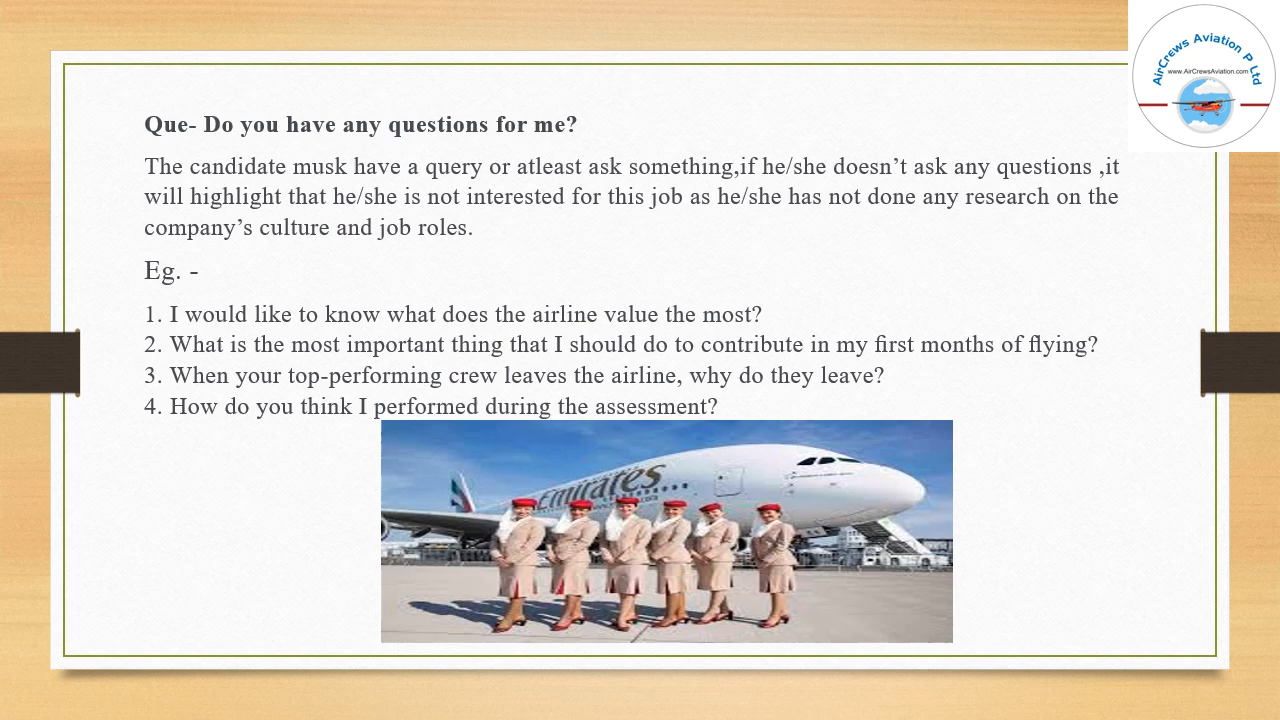 AirCrews Aviation P Ltd
www.AirCrewsAviation.com
Que- Do you have any questions for me?
The candidate musk have a query or atleast ask something,if he/she doesn’t ask any questions ,it
will highlight that he/she is not interested for this job as he/she has not done any research on the
company’s culture and job roles.
Eg. -
1. I would like to know what does the airline value the most?
2. What is the most important thing that I should do to contribute in my first months of flying?
3. When your top-performing crew leaves the airline, why do they leave?
4. How do you think I performed during the assessment?
Emirates